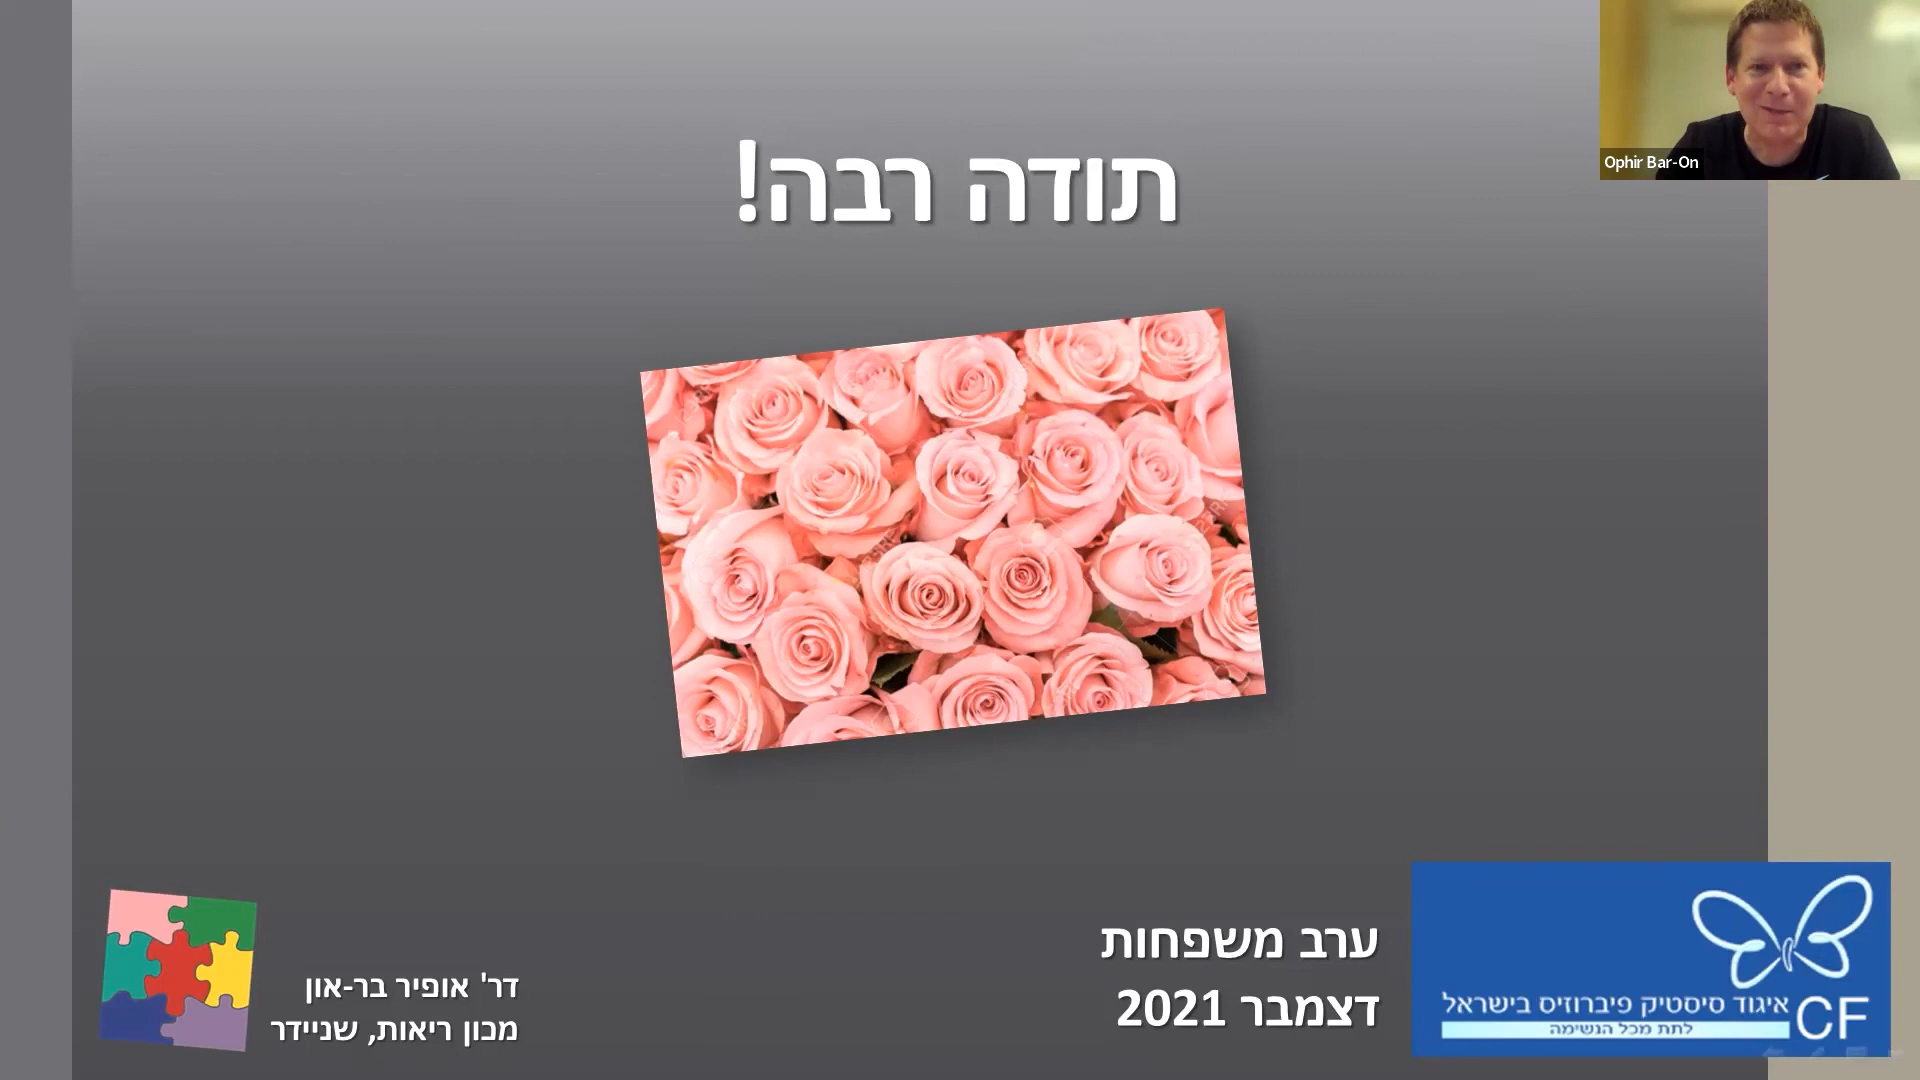 תודה רבה!
Ophir Bar-On
ערב משפחות
דצמבר 2021
איגוד סיסטיק פיברוזיס בישראל
CF
לתת מכל הנשימה
דר' אופיר בר-און
מכון ריאות, שניידר